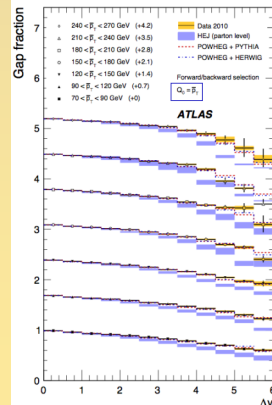 Gap fraction
240 < p̄T < 270 GeV (+4.2)
210 < p̄T < 240 GeV (+3.5)
180 < p̄T < 210 GeV (+2.8)
150 < p̄T < 180 GeV (+2.1)
120 < p̄T < 150 GeV (+1.4)
90 < p̄T < 120 GeV (+0.7)
70 < p̄T < 90 GeV (+0)
Data 2010
HEJ (parton level)
POWHEG + PYTHIA
POWHEG + HERWIG
Forward/backward selection
Q0 = p̄T
ATLAS
7
6
5
4
3
2
1
0
0 1 2 3 4 5 6